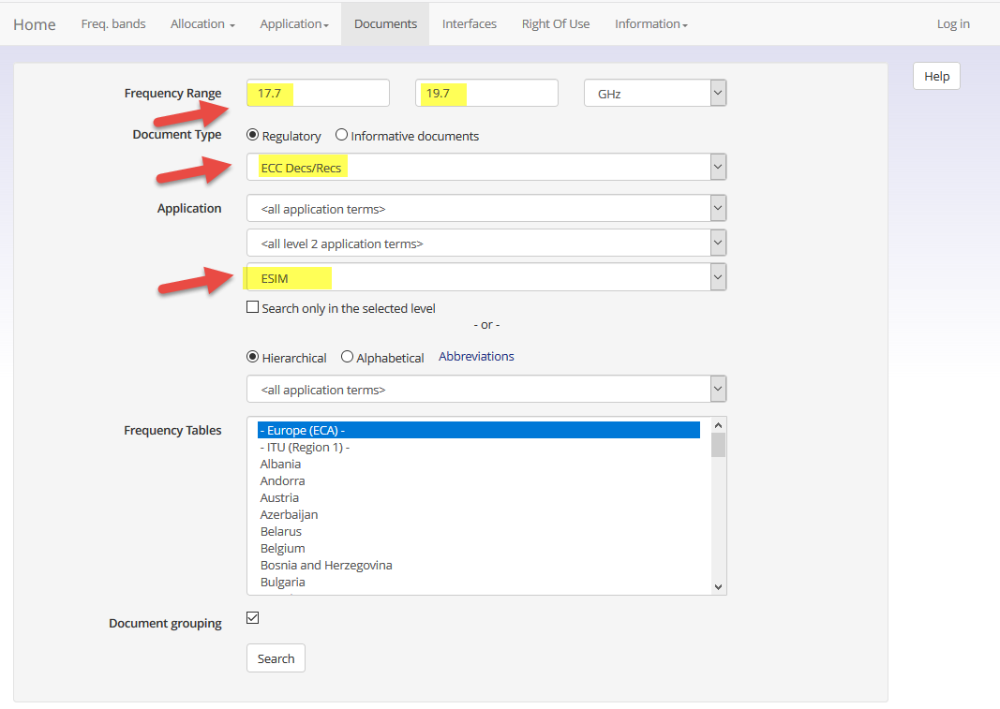 Home Freq. bands Allocation Application Documents Interfaces Right Of Use Information Log in
Help
Frequency Range 17.7 19.7 GHz
Document Type Regulatory Informative documents
ECC Decs/Recs
Application <all application terms>
<all level 2 application terms>
ESIM
Search only in the selected level
- or -
Hierarchical Alphabetical Abbreviations
<all application terms>
Frequency Tables - Europe (ECA) -
- ITU (Region 1) -
Albania
Andorra
Austria
Azerbaijan
Belarus
Belgium
Bosnia and Herzegovina
Bulgaria
Document grouping
Search